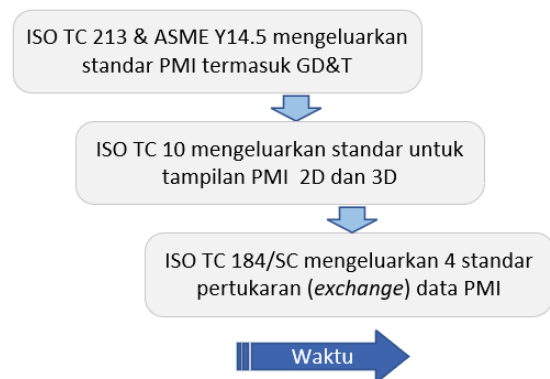 ISO TC 213 & ASME Y14.5 mengeluarkan
standar PMI termasuk GD&T
ISO TC 10 mengeluarkan standar untuk
tampilan PMI 2D dan 3D
ISO TC 184/SC mengeluarkan 4 standar
pertukaran (exchange) data PMI
Waktu